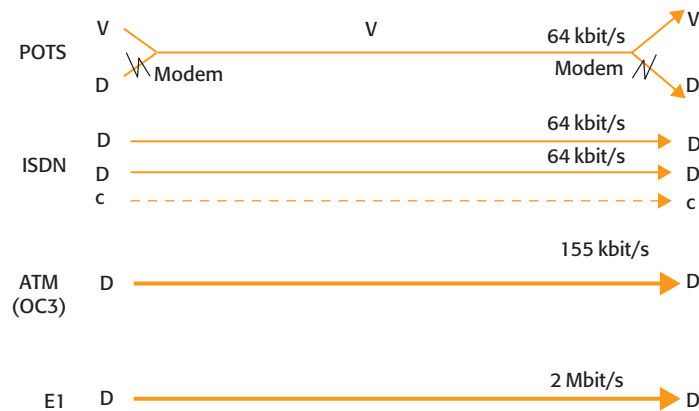 V V 64 kbit/s V
POTS
D Modem Modem D
64 kbit/s
D D
64 kbit/s
ISDN
D D
c c
155 kbit/s
ATM D D
(OC3)
2 Mbit/s
E1 D D